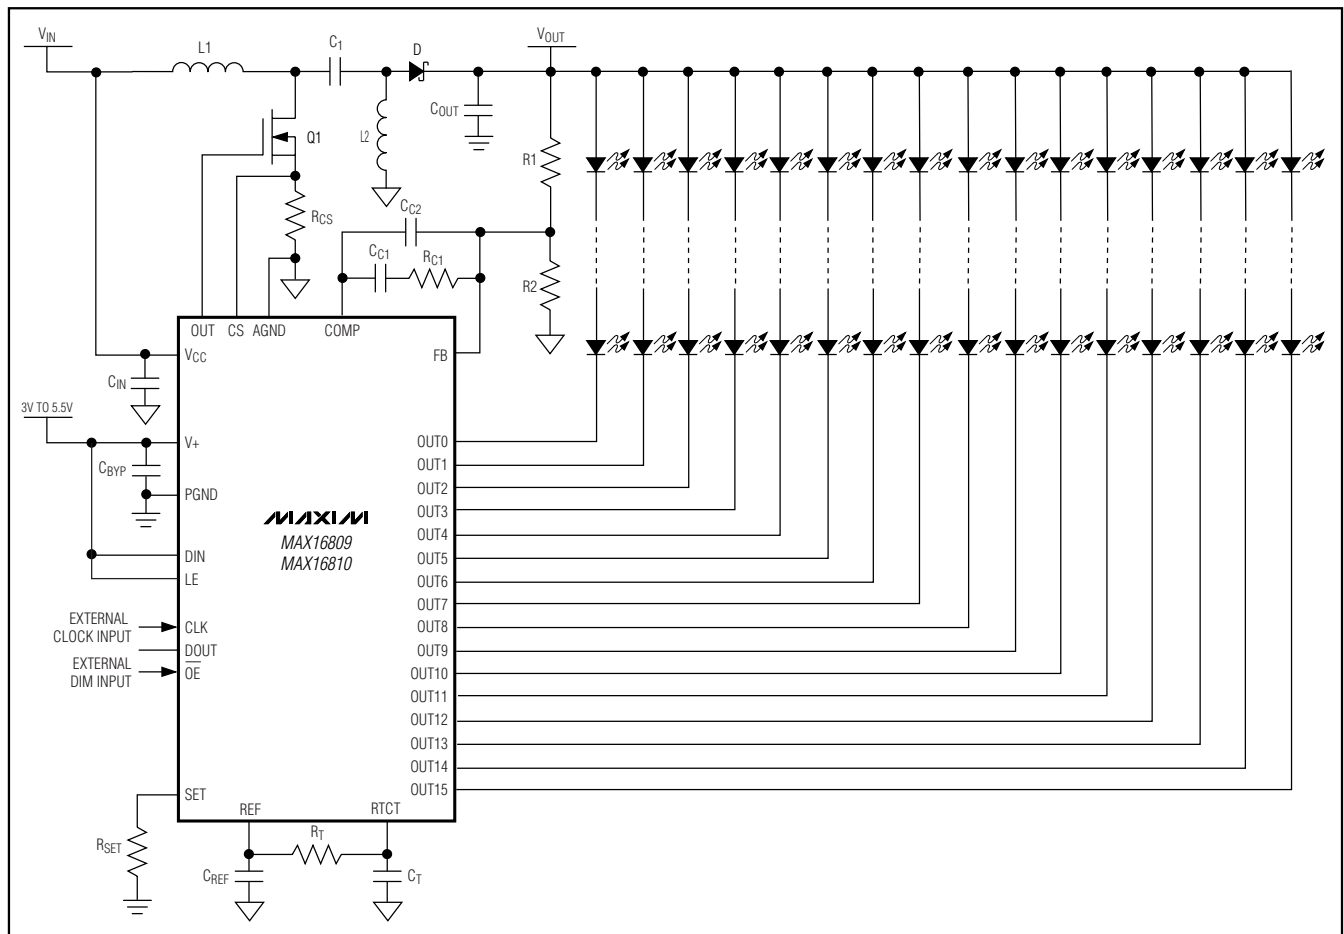 VIN
L1
C1
D
VOUT
COUT
Q1
L2
R1
RCS
CC2
CC1
RC1
R2
OUT
CS
AGND
COMP
VCC
FB
CIN
3V TO 5.5V
V+
CBYP
PGND
MAXIM
MAX16809
MAX16810
DIN
LE
EXTERNAL
CLOCK INPUT
CLK
DOUT
EXTERNAL
DIM INPUT
OE
OUT0
OUT1
OUT2
OUT3
OUT4
OUT5
OUT6
OUT7
OUT8
OUT9
OUT10
OUT11
OUT12
OUT13
OUT14
OUT15
SET
REF
RTCT
RSET
RT
CREF
CT